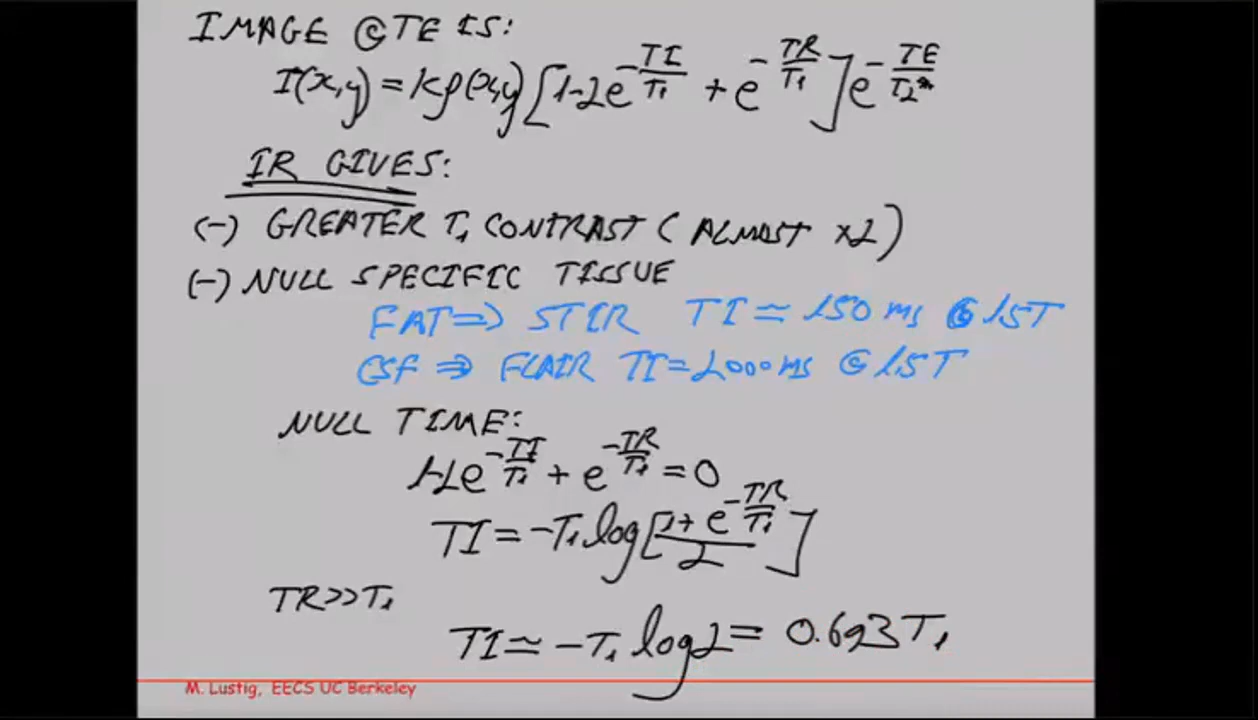 IMAGE @TE IS:
I(x,y) = kρ(x,y) [1-2e^{-TI/T₁} + e^{-TR/T₁}] e^{-TE/T₂*}
IR GIVES:
(-) GREATER T₁ CONTRAST (ALMOST x2)
(-) NULL SPECIFIC TISSUE
FAT ⇒ STIR TI ≃ 150 ms @ 1.5T
CSF ⇒ FLAIR TI = 2000 ms @ 1.5T
NULL TIME:
1-2e^{-TI/T₁} + e^{-TR/T₁} = 0
TI = -T₁ log[(1+e^{-TR/T₁})/2]
TR>>T₁
TI ≃ -T₁ log2 = 0.693 T₁
M. Lustig, EECS UC Berkeley